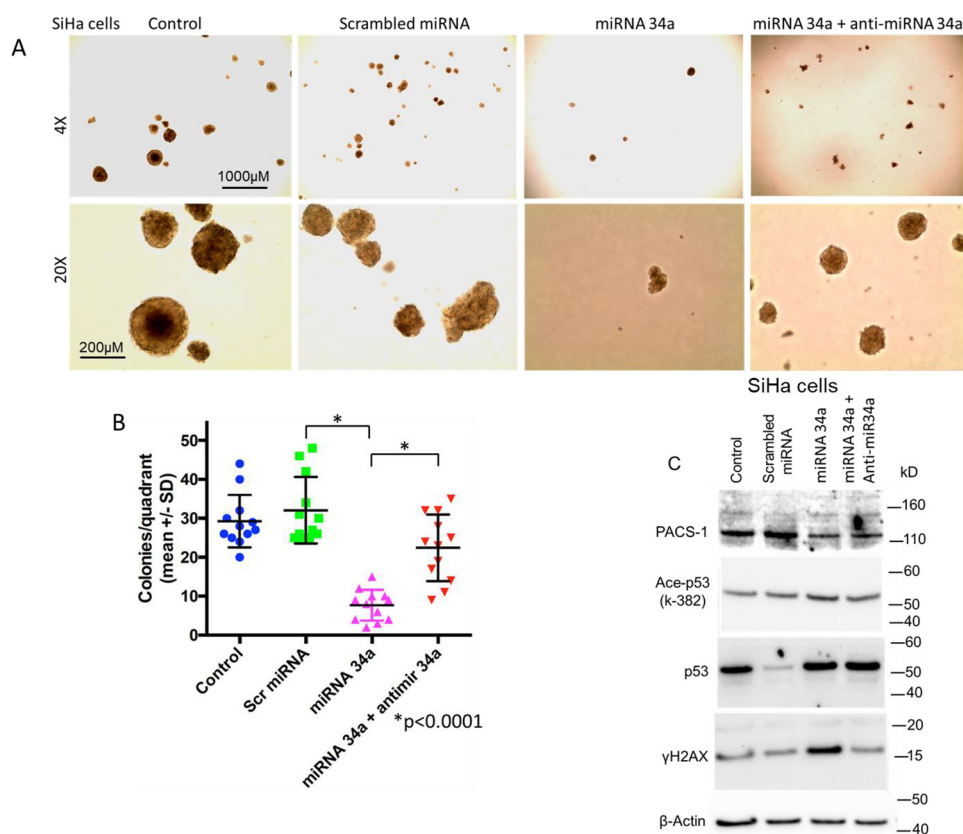 SiHa cells Control Scrambled miRNA miRNA 34a miRNA 34a + anti-miRNA 34a
A
4X
1000µM
20X
200µM
B
Colonies/quadrant
(mean +/- SD)
50
40
30
20
10
0
* *
Control
Scr miRNA
miRNA 34a
miRNA 34a + antimir 34a
*p<0.0001
SiHa cells
C
Control
Scrambled
miRNA
miRNA 34a
miRNA 34a +
Anti-miR34a
kD
PACS-1
—160
—110
Ace-p53
(k-382)
—60
—50
—40
p53
—60
—50
—40
γH2AX
—20
—15
β-Actin
—50
—40